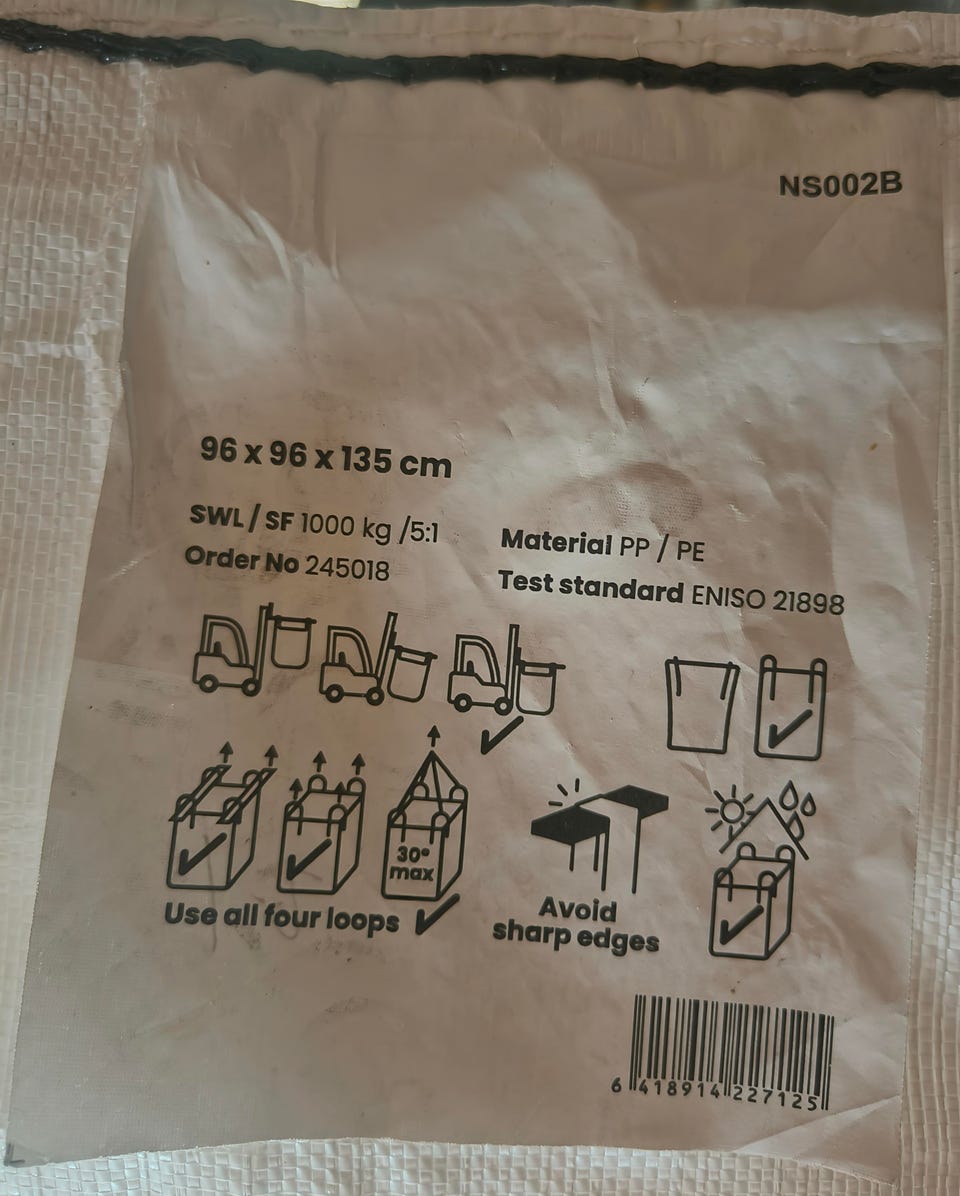 NS002B
96 x 96 x 135 cm
SWL / SF 1000 kg /5:1
Order No 245018
Material PP / PE
Test standard ENISO 21898
30°
max
Use all four loops
Avoid
sharp edges
6 418914 227125